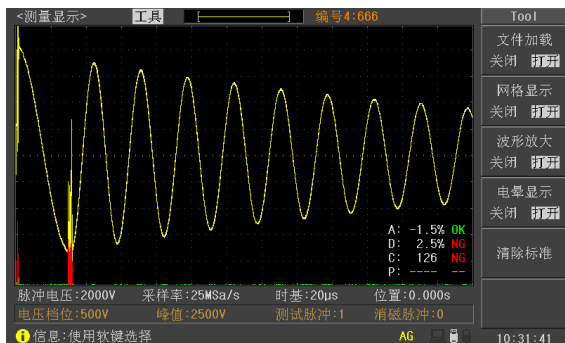 <测量显示> 工具 编号4:666 Tool
文件加载
关闭 打开
网格显示
关闭 打开
波形放大
关闭 打开
电晕显示
关闭 打开
清除标准
A: -1.5% OK
D: 2.5% NG
C: 126 NG
P: ---- --
脉冲电压:2000V 采样率:25MSa/s 时基:20µs 位置:0.000s
电压档位:500V 峰值:2500V 测试脉冲:1 消磁脉冲:0
信息:使用软键选择 AG 10:31:41